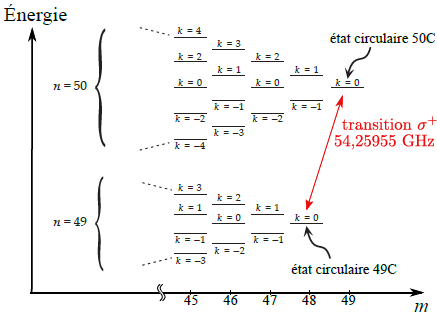 Énergie
k = 4
k = 3
état circulaire 50C
k = 2
k = 2
k = 1
k = 1
n = 50
k = 0
k = 0
k = 0
k = −1
k = −1
k = −2
k = −2
k = −3
k = −4
transition σ+
54,25955 GHz
k = 3
k = 2
k = 1
k = 1
n = 49
k = 0
k = 0
k = −1
k = −1
k = −2
k = −3
état circulaire 49C
45 46 47 48 49
m